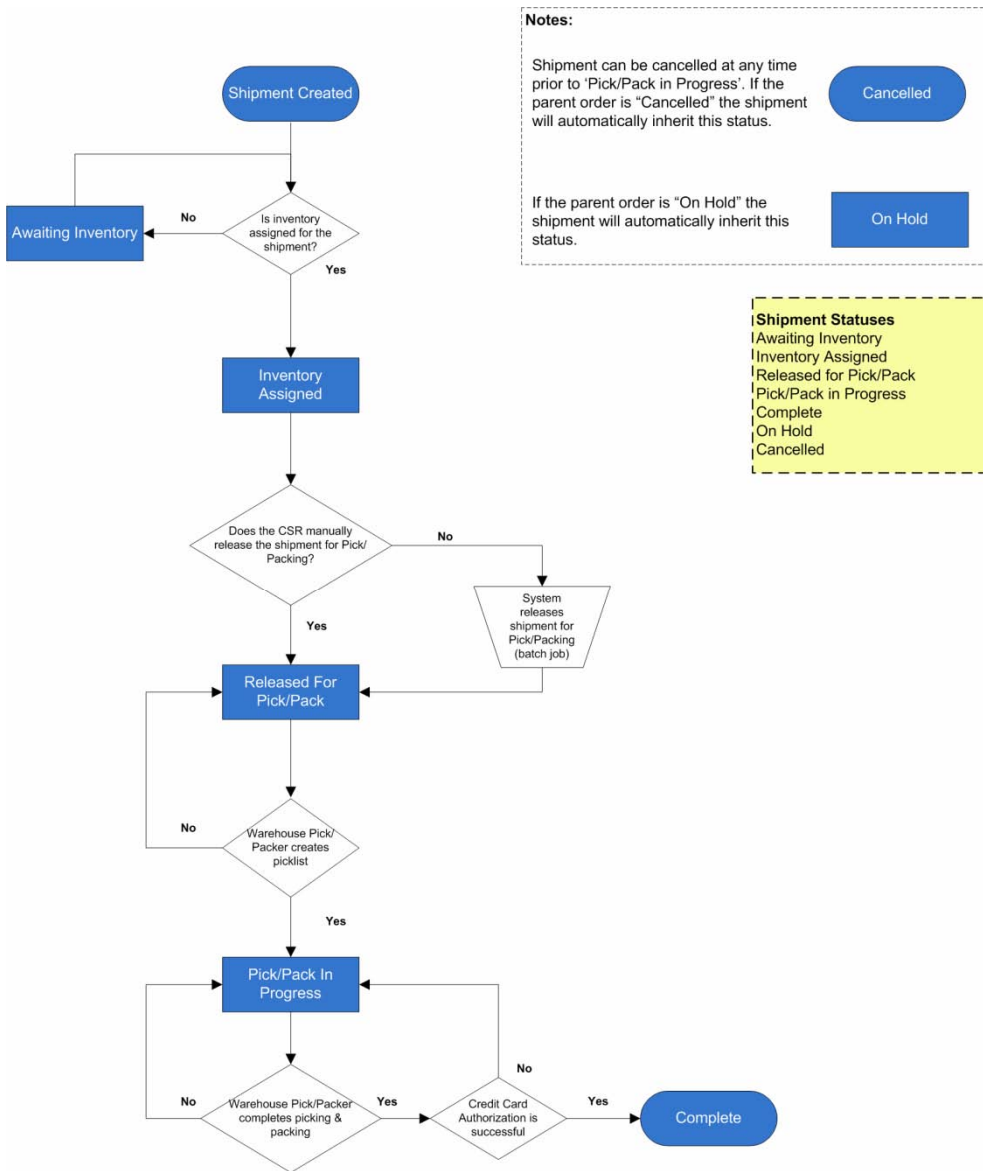 Notes:
Shipment can be cancelled at any time
prior to ‘Pick/Pack in Progress’. If the
parent order is “Cancelled” the shipment
will automatically inherit this status.
Cancelled
If the parent order is “On Hold” the
shipment will automatically inherit this
status.
On Hold
Shipment Statuses
Awaiting Inventory
Inventory Assigned
Released for Pick/Pack
Pick/Pack in Progress
Complete
On Hold
Cancelled
Shipment Created
Is inventory
assigned for the
shipment?
No
Awaiting Inventory
Yes
Inventory
Assigned
Does the CSR manually
release the shipment for Pick/
Packing?
No
System
releases
shipment for
Pick/Packing
(batch job)
Yes
Released For
Pick/Pack
Warehouse Pick/
Packer creates
picklist
No
Yes
Pick/Pack In
Progress
Warehouse Pick/Packer
completes picking &
packing
No
Yes
Credit Card
Authorization is
successful
No
Yes
Complete